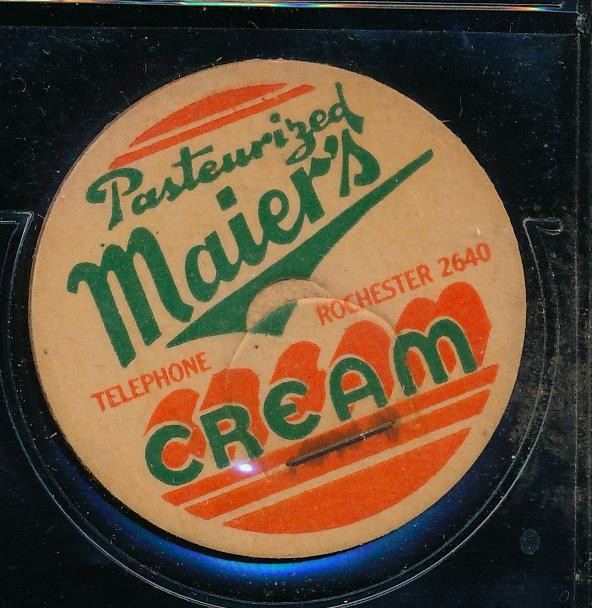 Pasteurized
Maier's
TELEPHONE ROCHESTER 2640
CREAM